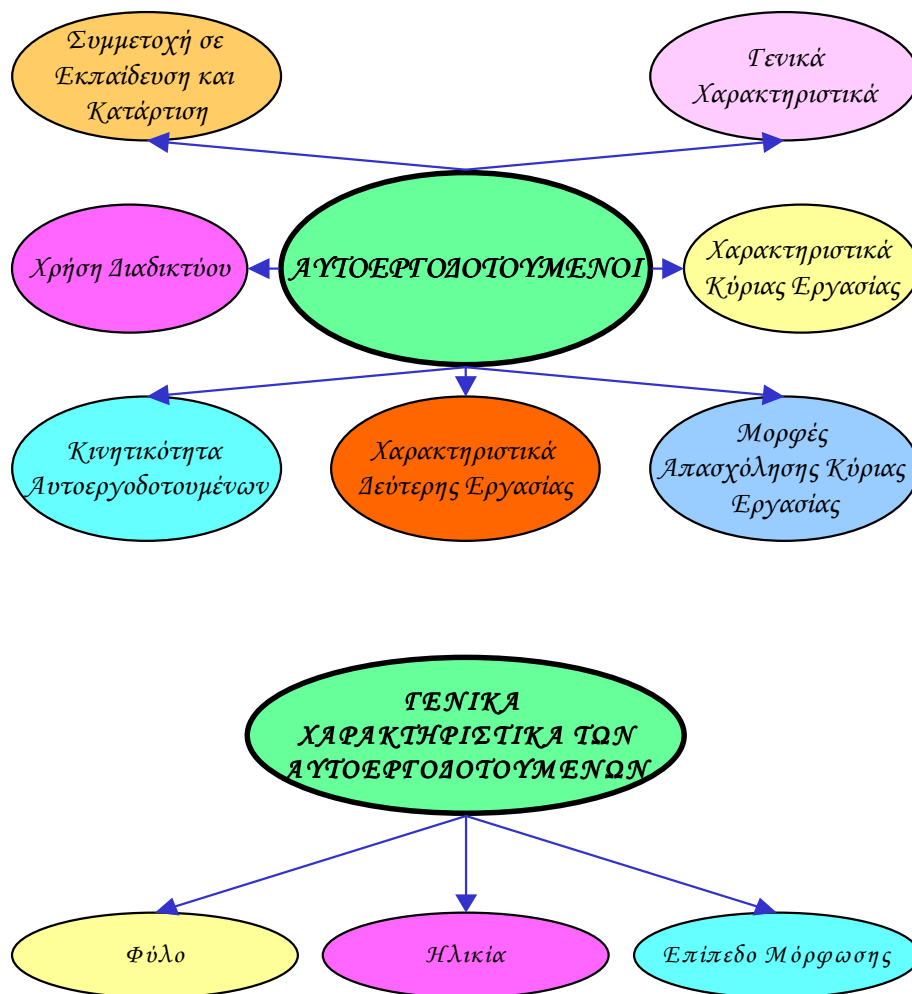 Συμμετοχή σε
Εκπαίδευση και
Κατάρτιση
Γενικά
Χαρακτηριστικά
Χρήση Διαδικτύου
ΑΥΤΟΕΡΓΟΔΟΤΟΥΜΕΝΟΙ
Χαρακτηριστικά
Κύριας Εργασίας
Κινητικότητα
Αυτοεργοδοτουμένων
Χαρακτηριστικά
Δεύτερης Εργασίας
Μορφές
Απασχόλησης Κύριας
Εργασίας
ΓΕΝΙΚΑ
ΧΑΡΑΚΤΗΡΙΣΤΙΚΑ ΤΩΝ
ΑΥΤΟΕΡΓΟΔΟΤΟΥΜΕΝΩΝ
Φύλο
Ηλικία
Επίπεδο Μόρφωσης